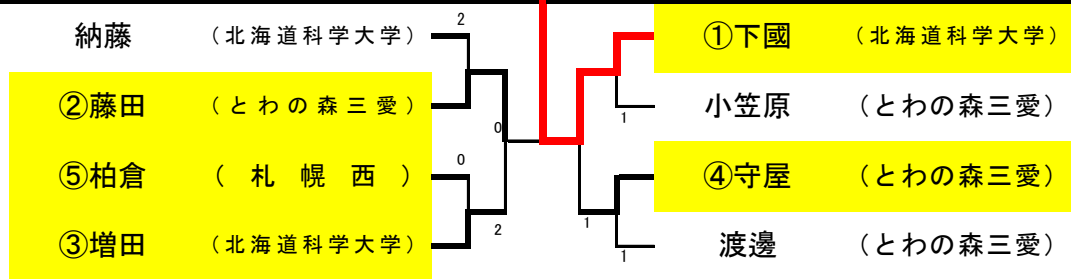 納藤 (北海道科学大学) 2
②藤田 (とわの森三愛)
0
⑤柏倉 (札幌西) 0
③増田 (北海道科学大学)
2
①下國 (北海道科学大学)
小笠原 (とわの森三愛)
1
④守屋 (とわの森三愛)
渡邊 (とわの森三愛)
1
1